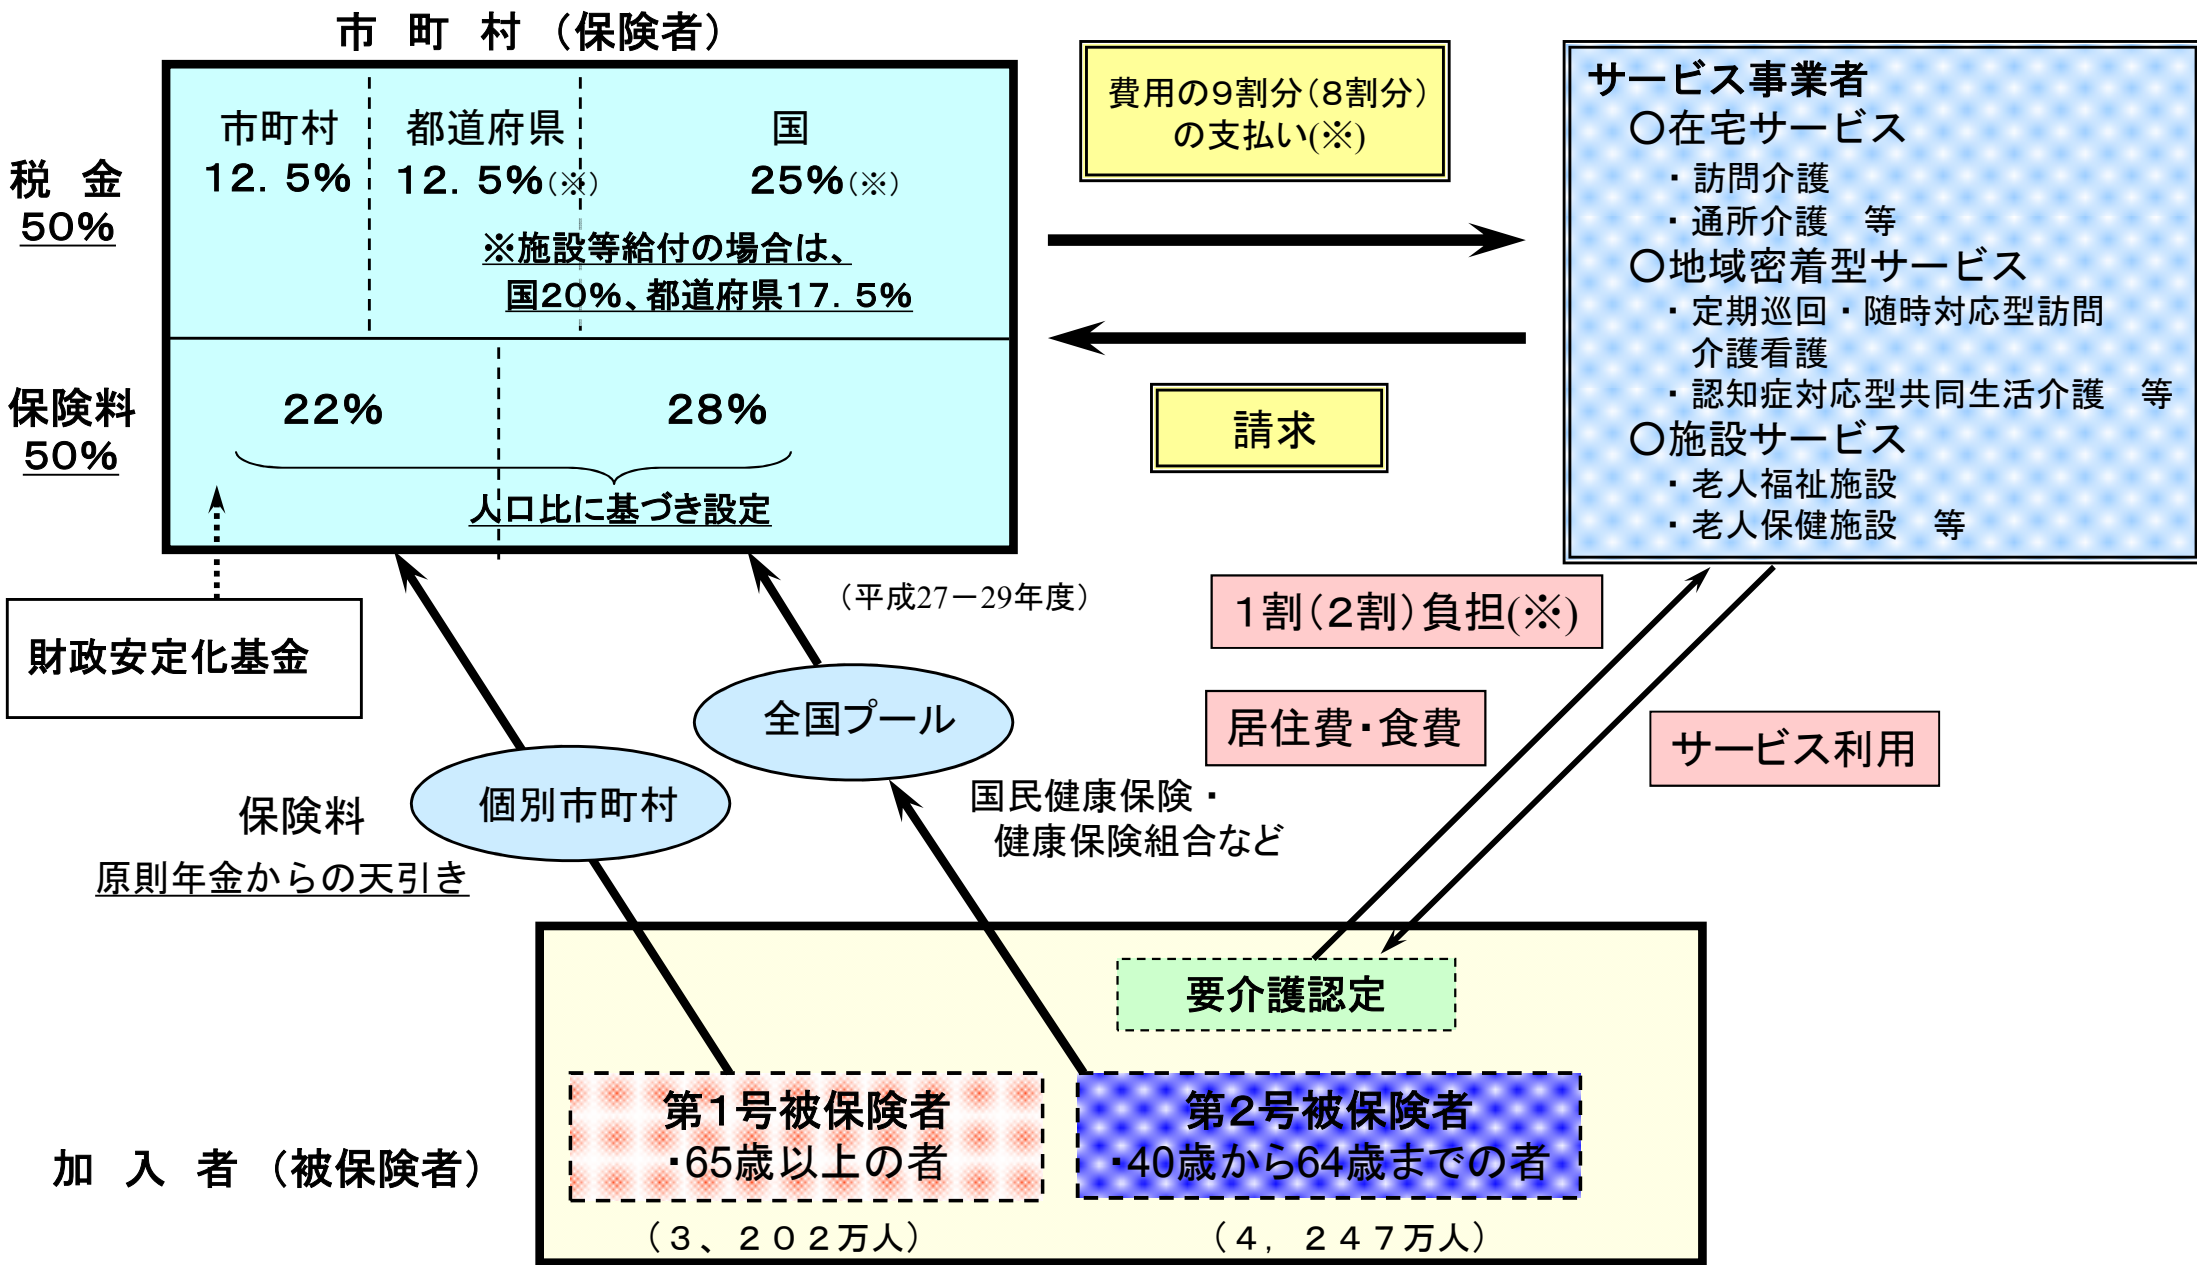 市 町 村 （保険者）
税 金
50%
市町村
12. 5%
都道府県
12. 5%(※)
国
25%(※)
※施設等給付の場合は、
国20%、都道府県17. 5%
保険料
50%
22%
28%
人口比に基づき設定
財政安定化基金
（平成27－29年度）
費用の9割分（8割分）
の支払い(※)
請求
サービス事業者
○在宅サービス
・訪問介護
・通所介護　等
○地域密着型サービス
・定期巡回・随時対応型訪問
介護看護
・認知症対応型共同生活介護　等
○施設サービス
・老人福祉施設
・老人保健施設　等
1割（2割）負担(※)
居住費・食費
サービス利用
全国プール
個別市町村
保険料
原則年金からの天引き
国民健康保険・
健康保険組合など
要介護認定
加 入 者 （被保険者）
第1号被保険者
・65歳以上の者
（３、２０２万人）
第2号被保険者
・40歳から64歳までの者
（４，２４７万人）